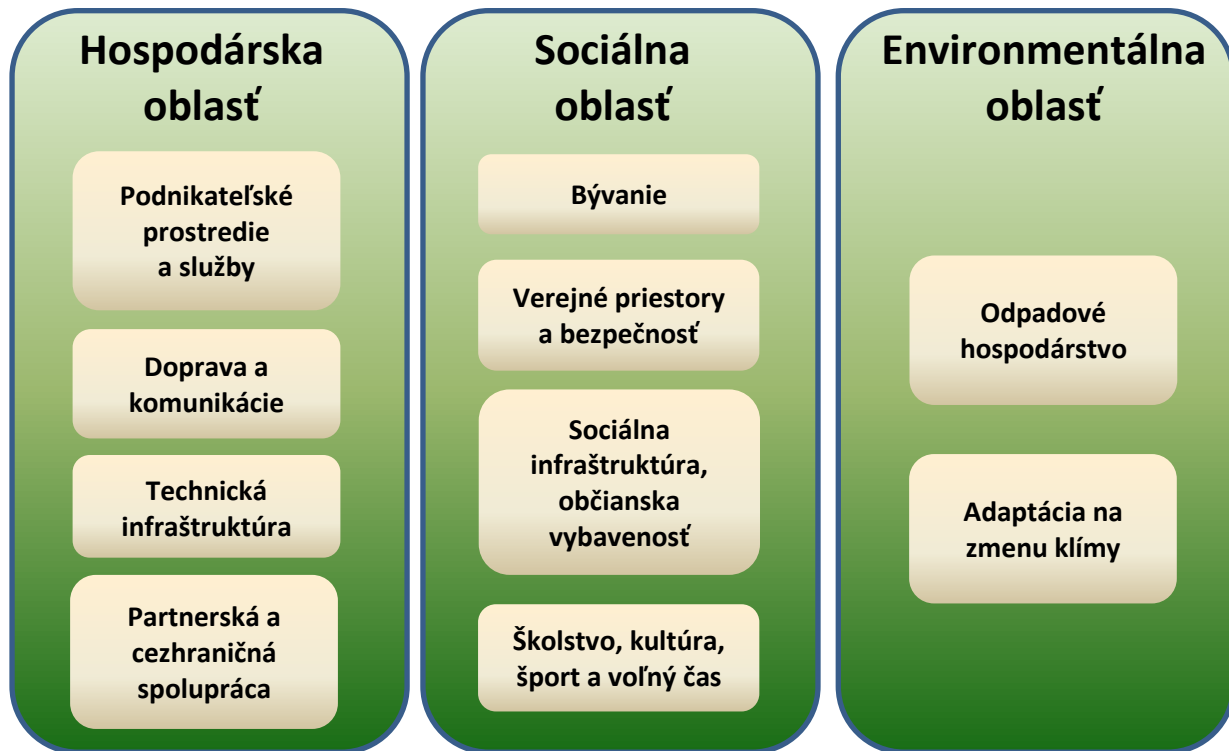 Hospodárska
oblasť
Podnikateľské
prostredie
a služby
Doprava a
komunikácie
Technická
infraštruktúra
Partnerská a
cezhraničná
spolupráca
Sociálna
oblasť
Bývanie
Verejné priestory
a bezpečnosť
Sociálna
infraštruktúra,
občianska
vybavenosť
Školstvo, kultúra,
šport a voľný čas
Environmentálna
oblasť
Odpadové
hospodárstvo
Adaptácia na
zmenu klímy